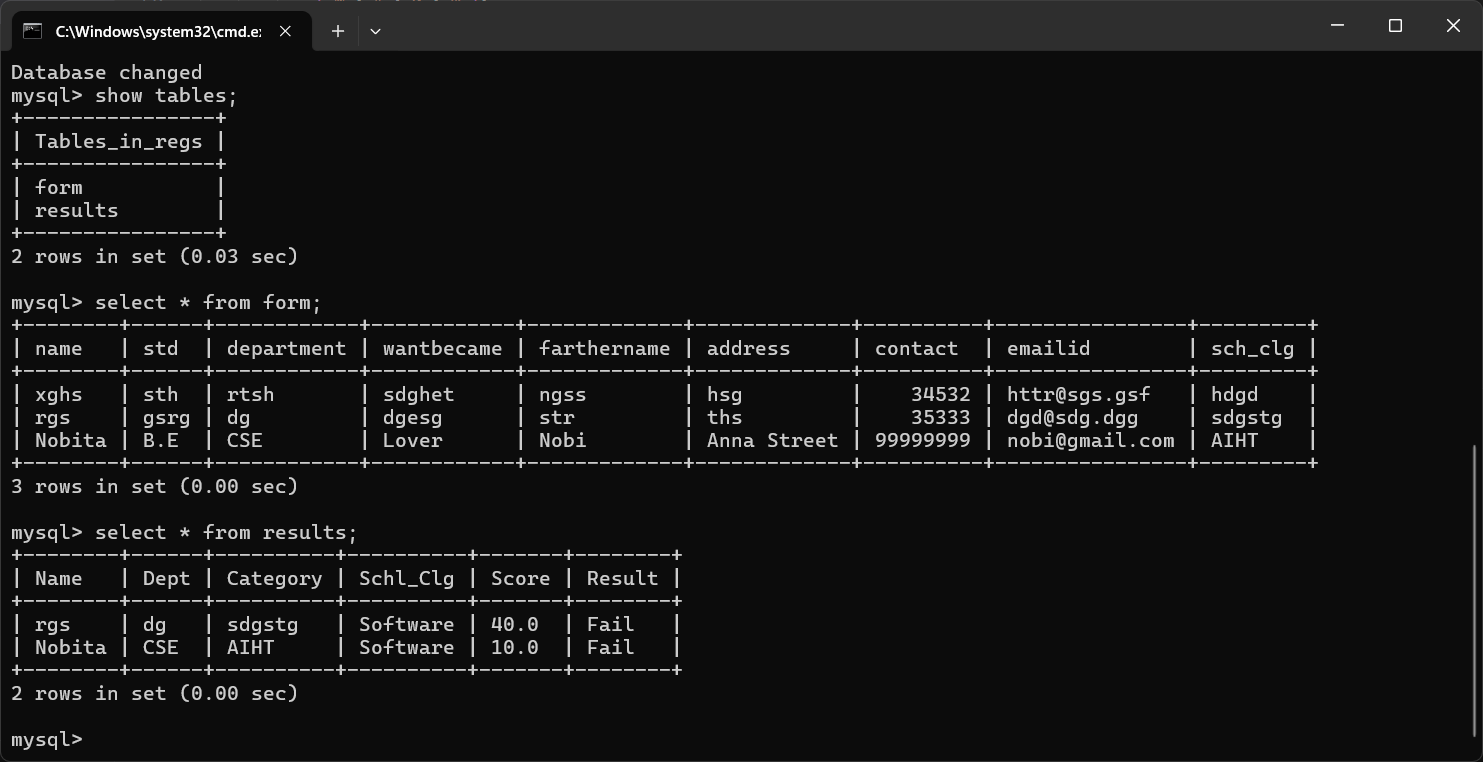 C:\Windows\system32\cmd.e
Database changed
mysql> show tables;
+----------------+
| Tables_in_regs |
+----------------+
| form           |
| results        |
+----------------+
2 rows in set (0.03 sec)
mysql> select * from form;
+--------+------+------------+------------+-------------+-------------+----------+----------------+---------+
| name   | std  | department | wantbecame | farthername | address     | contact  | emailid        | sch_clg |
+--------+------+------------+------------+-------------+-------------+----------+----------------+---------+
| xghs   | sth  | rtsh       | sdghet     | ngss        | hsg         |    34532 | httr@sgs.gsf   | hdgd    |
| rgs    | gsrg | dg         | dgesg      | str         | ths         |    35333 | dgd@sdg.dgg    | sdgstg  |
| Nobita | B.E  | CSE        | Lover      | Nobi        | Anna Street | 99999999 | nobi@gmail.com | AIHT    |
+--------+------+------------+------------+-------------+-------------+----------+----------------+---------+
3 rows in set (0.00 sec)
mysql> select * from results;
+--------+------+----------+----------+-------+--------+
| Name   | Dept | Category | Schl_Clg | Score | Result |
+--------+------+----------+----------+-------+--------+
| rgs    | dg   | sdgstg   | Software | 40.0  | Fail   |
| Nobita | CSE  | AIHT     | Software | 10.0  | Fail   |
+--------+------+----------+----------+-------+--------+
2 rows in set (0.00 sec)
mysql>